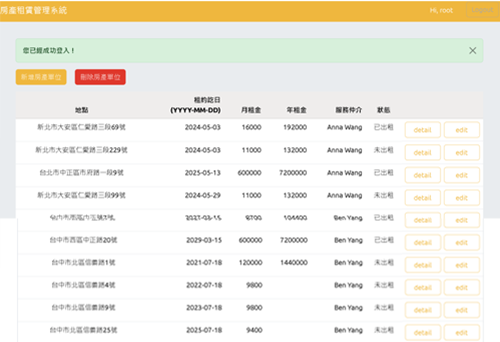 房產租賃管理系統 Hi, root Logout
您已經成功登入！
新增房產單位 刪除房產單位
地點 租約訖日 (YYYY-MM-DD) 月租金 年租金 服務仲介 狀態
新北市大安區仁愛路三段69號 2024-05-03 16000 192000 Anna Wang 已出租 detail edit
新北市大安區仁愛路三段229號 2024-05-03 11000 132000 Anna Wang 未出租 detail edit
台北市中正區市府路一段9號 2025-05-13 600000 7200000 Anna Wang 已出租 detail edit
新北市大安區仁愛路三段99號 2024-05-29 11000 132000 Anna Wang 未出租 detail edit
Ben Yang 已出租 detail edit
台中市西區中正路20號 2029-03-15 600000 7200000 Ben Yang 已出租 detail edit
台中市北區信義路1號 2021-07-18 120000 1440000 Ben Yang 未出租 detail edit
台中市北區信義路4號 2022-07-18 9800 Ben Yang 未出租 detail edit
台中市北區信義路9號 2023-07-18 9800 Ben Yang 未出租 detail edit
台中市北區信義路25號 2025-07-18 9400 Ben Yang 未出租 detail edit